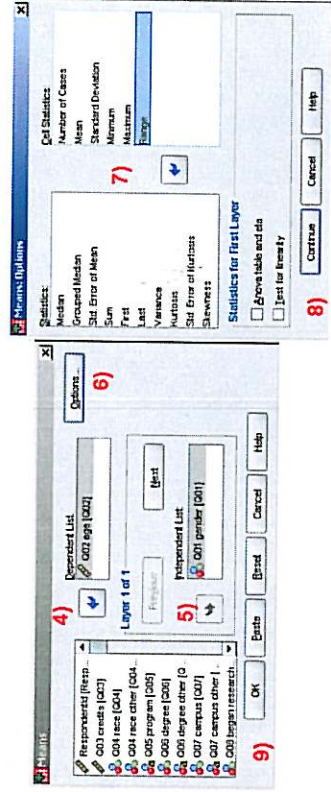 Means
4)
Dependent List
Q02 age [Q02]
6)
Options...
RespondentId [Resp...
Q03 credits [Q03]
Q04 race [Q04]
Q04 race other [Q04...
Q05 program [Q05]
Q06 degree [Q06]
Q06 degree other [Q...
Q07 campus [Q07]
Q07 campus other [...
Q08 began research...
Layer 1 of 1
Previous
Next
5)
Independent List
Q01 gender [Q01]
9)
OK
Paste
Reset
Cancel
Help
Means: Options
Statistics:
Median
Grouped Median
Std. Error of Mean
Sum
First
Last
Variance
Kurtosis
Std. Error of Kurtosis
Skewness
7)
Cell Statistics
Number of Cases
Mean
Standard Deviation
Minimum
Maximum
Range
Statistics for First Layer
Anova table and eta
Test for linearity
8)
Continue
Cancel
Help